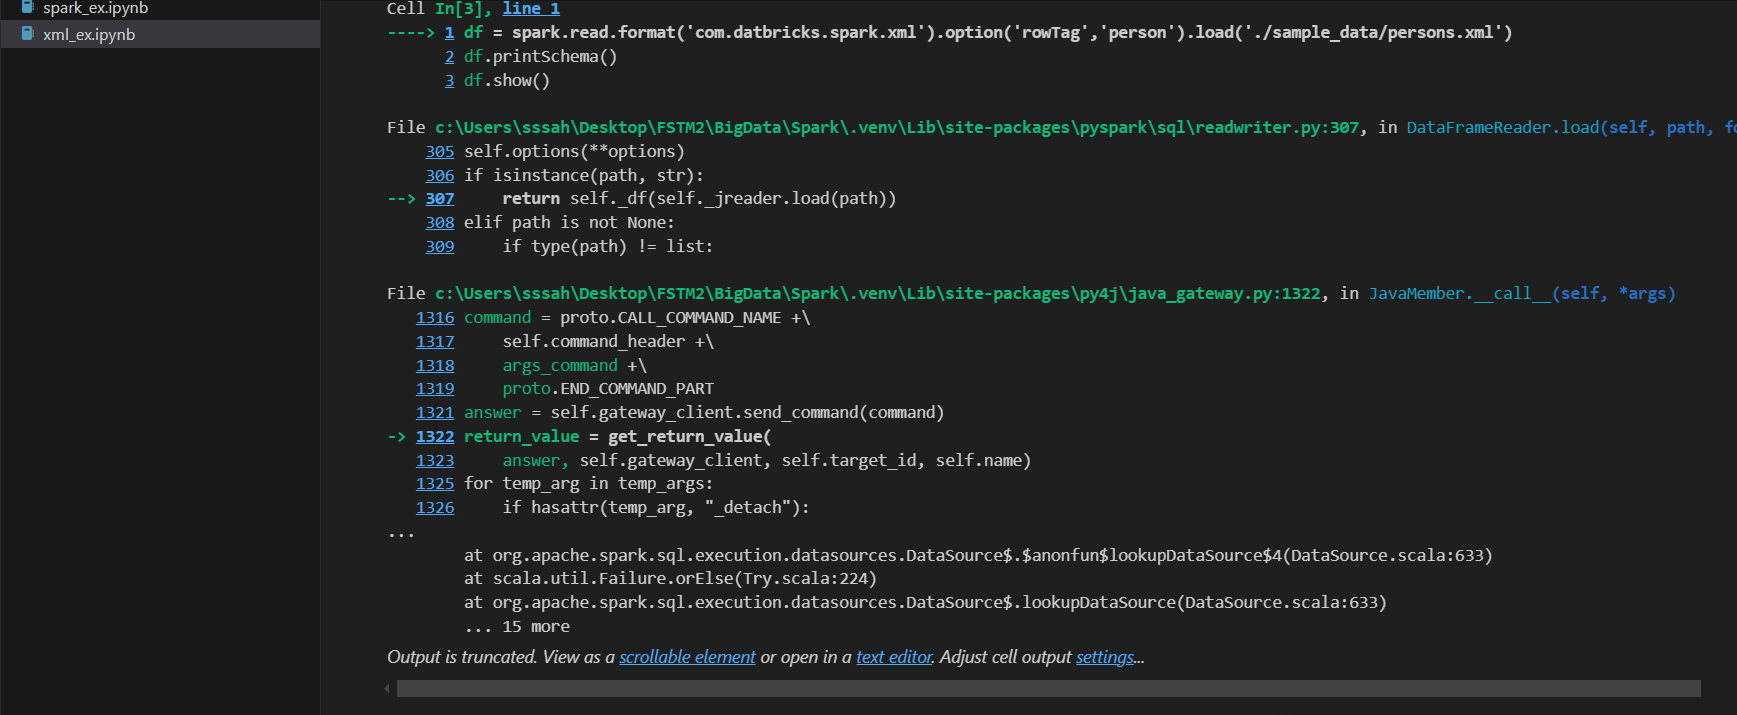 spark_ex.ipynb
xml_ex.ipynb
Cell In[3], line 1
----> 1 df = spark.read.format('com.datbricks.spark.xml').option('rowTag','person').load('./sample_data/persons.xml')
2 df.printSchema()
3 df.show()
File c:\Users\sssah\Desktop\FSTM2\BigData\Spark\.venv\Lib\site-packages\pyspark\sql\readwriter.py:307, in DataFrameReader.load(self, path, fo
305 self.options(**options)
306 if isinstance(path, str):
--> 307 return self._df(self._jreader.load(path))
308 elif path is not None:
309 if type(path) != list:
File c:\Users\sssah\Desktop\FSTM2\BigData\Spark\.venv\Lib\site-packages\py4j\java_gateway.py:1322, in JavaMember.__call__(self, *args)
1316 command = proto.CALL_COMMAND_NAME +\
1317 self.command_header +\
1318 args_command +\
1319 proto.END_COMMAND_PART
1321 answer = self.gateway_client.send_command(command)
-> 1322 return_value = get_return_value(
1323 answer, self.gateway_client, self.target_id, self.name)
1325 for temp_arg in temp_args:
1326 if hasattr(temp_arg, "_detach"):
...
at org.apache.spark.sql.execution.datasources.DataSource$.$anonfun$lookupDataSource$4(DataSource.scala:633)
at scala.util.Failure.orElse(Try.scala:224)
at org.apache.spark.sql.execution.datasources.DataSource$.lookupDataSource(DataSource.scala:633)
... 15 more
Output is truncated. View as a scrollable element or open in a text editor. Adjust cell output settings...